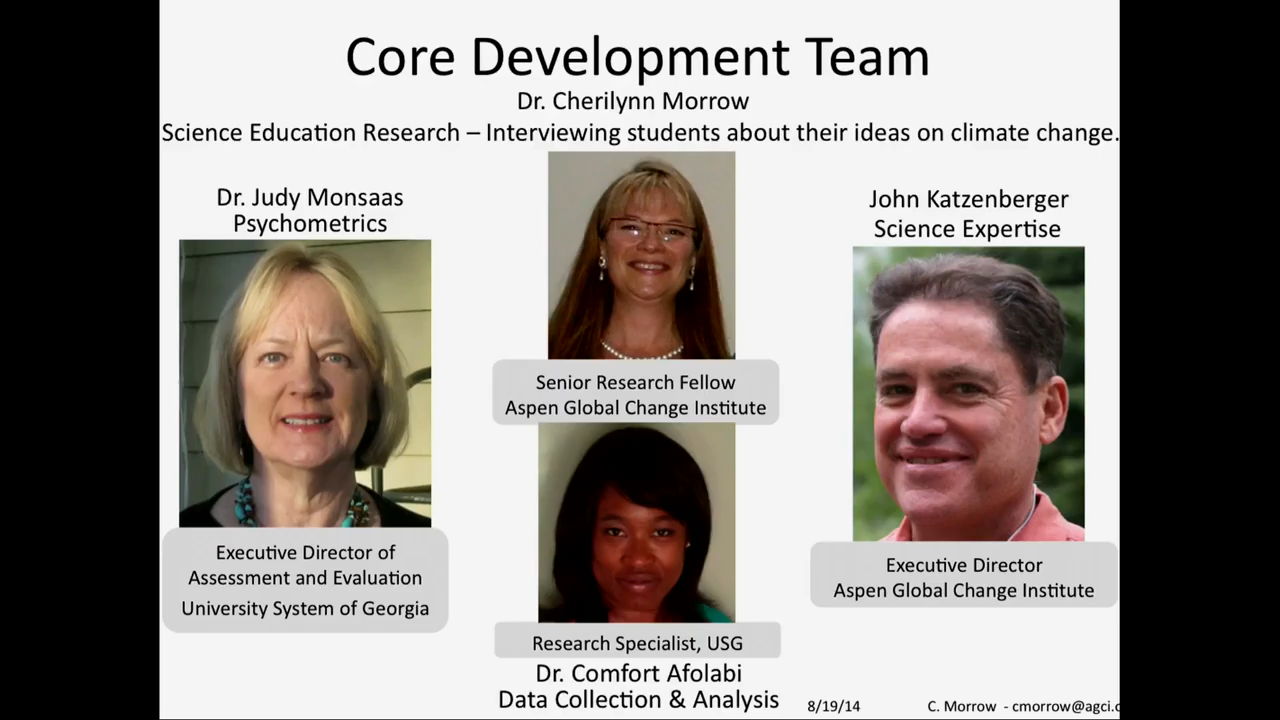 Core Development Team
Dr. Cherilynn Morrow
Science Education Research – Interviewing students about their ideas on climate change.
Dr. Judy Monsaas
Psychometrics
John Katzenberger
Science Expertise
Senior Research Fellow
Aspen Global Change Institute
Executive Director of
Assessment and Evaluation
University System of Georgia
Executive Director
Aspen Global Change Institute
Research Specialist, USG
Dr. Comfort Afolabi
Data Collection & Analysis
8/19/14
C. Morrow - cmorrow@agci.